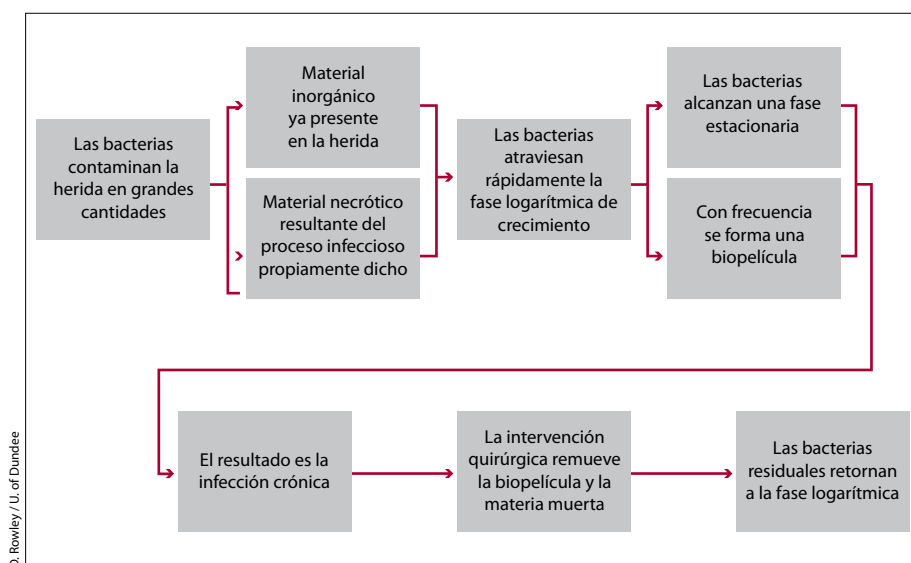 Las bacterias
contaminan la
herida en grandes
cantidades
Material
inorgánico
ya presente
en la herida
Material necrótico
resultante del
proceso infeccioso
propiamente dicho
Las bacterias
atraviesan
rápidamente la
fase logarítmica de
crecimiento
Las bacterias
alcanzan una fase
estacionaria
Con frecuencia
se forma una
biopelícula
El resultado es la
infección crónica
La intervención
quirúrgica remueve
la biopelícula y la
materia muerta
Las bacterias
residuales retornan
a la fase logarítmica
D. Rowley / U. of Dundee